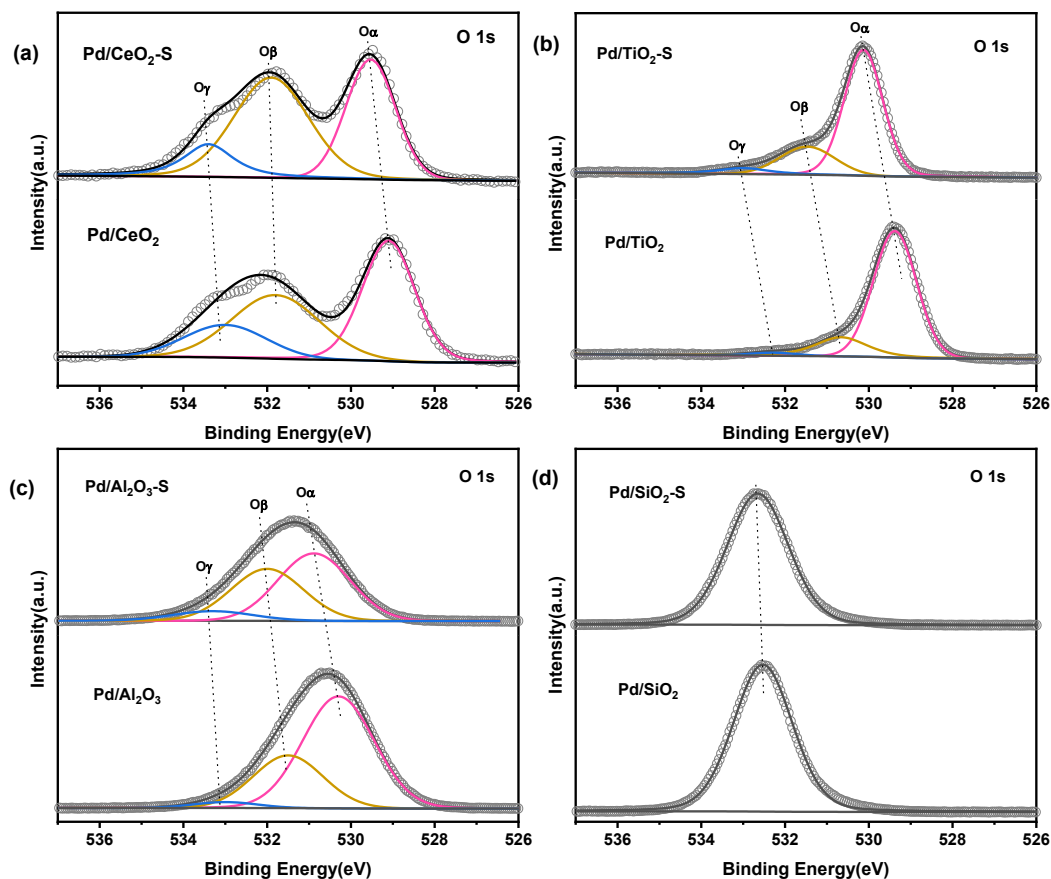 (a)
O 1s
Pd/CeO₂-S
Oγ
Oβ
Oα
Pd/CeO₂
Intensity(a.u.)
536 534 532 530 528 526
Binding Energy(eV)
(b)
O 1s
Pd/TiO₂-S
Oγ
Oβ
Oα
Pd/TiO₂
Intensity(a.u.)
536 534 532 530 528 526
Binding Energy(eV)
(c)
O 1s
Pd/Al₂O₃-S
Oγ
Oβ
Oα
Pd/Al₂O₃
Intensity(a.u.)
536 534 532 530 528 526
Binding Energy(eV)
(d)
O 1s
Pd/SiO₂-S
Pd/SiO₂
Intensity(a.u.)
536 534 532 530 528 526
Binding Energy(eV)